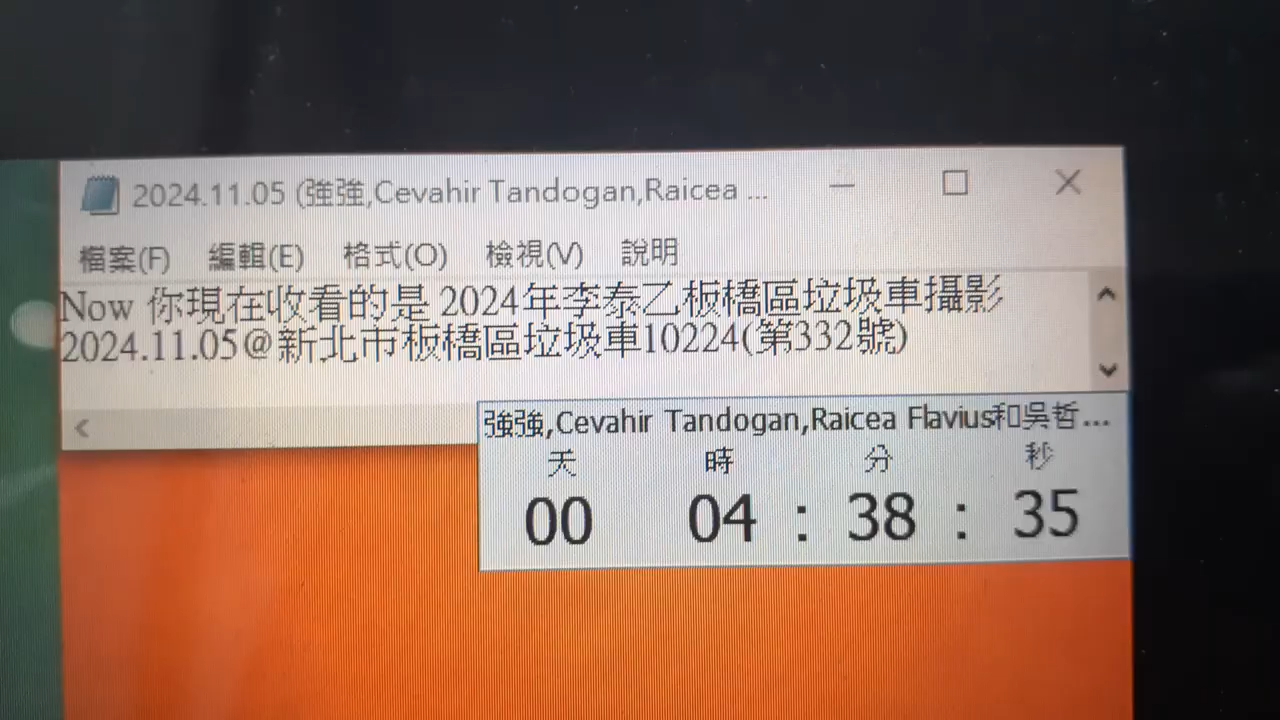 2024.11.05 (強強,Cevahir Tandogan,Raicea ...
檔案(F) 編輯(E) 格式(O) 檢視(V) 說明
Now 你現在收看的是 2024年李泰乙板橋區垃圾車攝影
2024.11.05@新北市板橋區垃圾車10224(第332號)
強強,Cevahir Tandogan,Raicea Flavius和吳哲...
天 時 分 秒
00 04 : 38 : 35